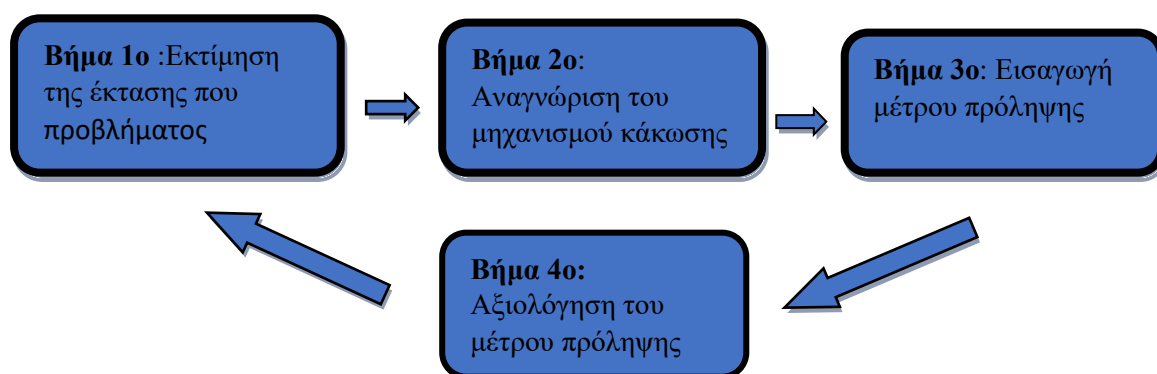 Βήμα 1ο :Εκτίμηση
της έκτασης που
προβλήματος
Βήμα 2ο:
Αναγνώριση του
μηχανισμού κάκωσης
Βήμα 3ο: Εισαγωγή
μέτρου πρόληψης
Βήμα 4ο:
Αξιολόγηση του
μέτρου πρόληψης